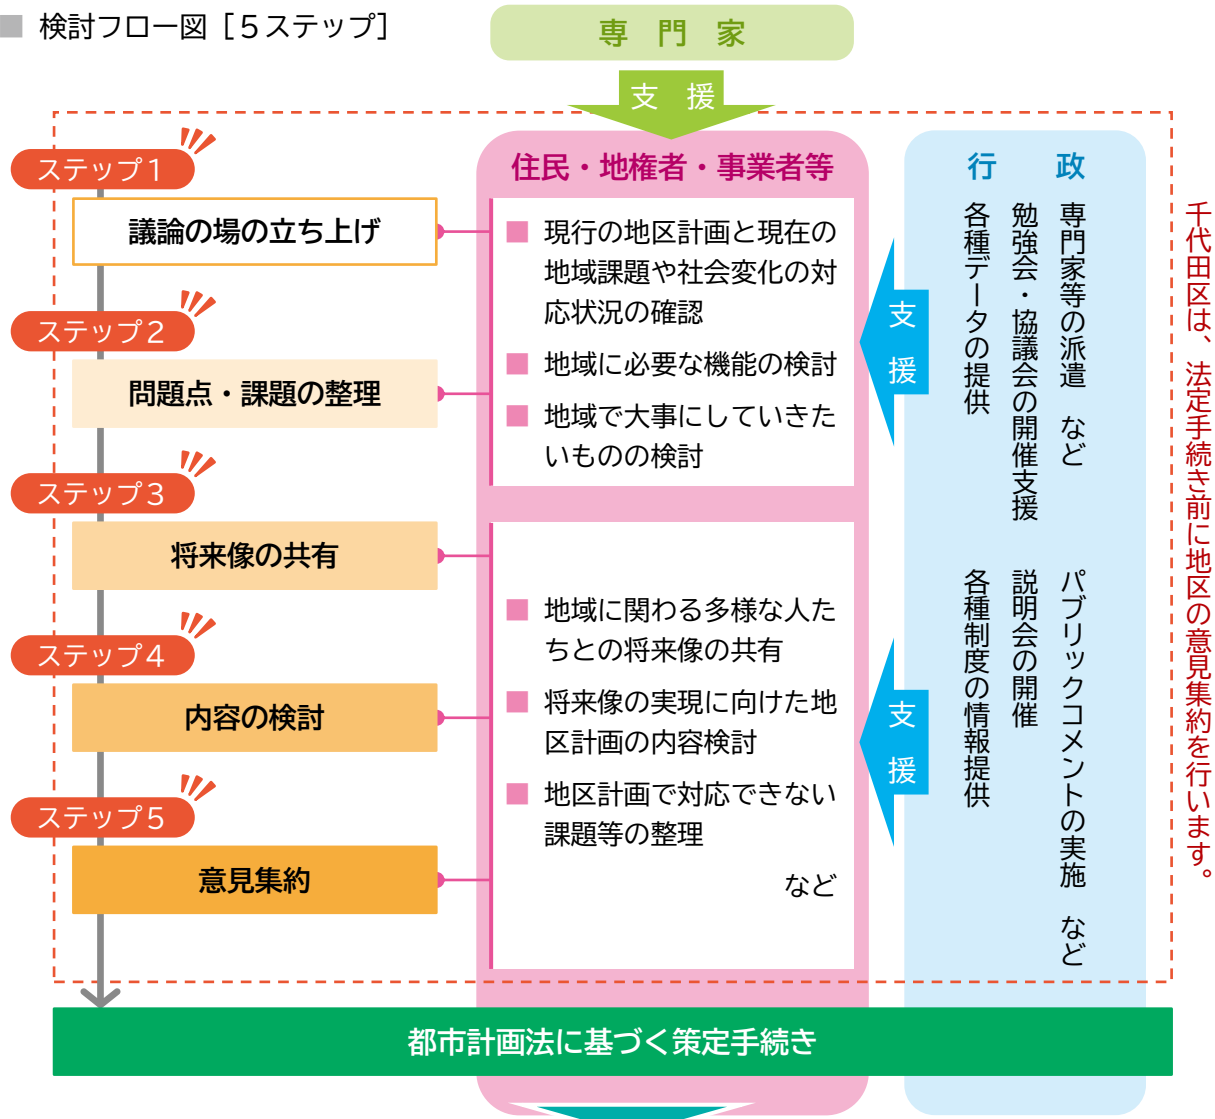 ■ 検討フロー図［５ステップ］
専門家
支援
ステップ１
議論の場の立ち上げ
ステップ２
問題点・課題の整理
ステップ３
将来像の共有
ステップ４
内容の検討
ステップ５
意見集約
住民・地権者・事業者等
■ 現行の地区計画と現在の
地域課題や社会変化の対
応状況の確認
■ 地域に必要な機能の検討
■ 地域で大事にしていきた
いものの検討
■ 地域に関わる多様な人た
ちとの将来像の共有
■ 将来像の実現に向けた地
区計画の内容検討
■ 地区計画で対応できない
課題等の整理
など
支援
支援
行政
各種データの提供
勉強会・協議会の開催支援
専門家等の派遣　など
各種制度の情報提供
説明会の開催
パブリックコメントの実施　など
千代田区は、法定手続き前に地区の意見集約を行います。
都市計画法に基づく策定手続き